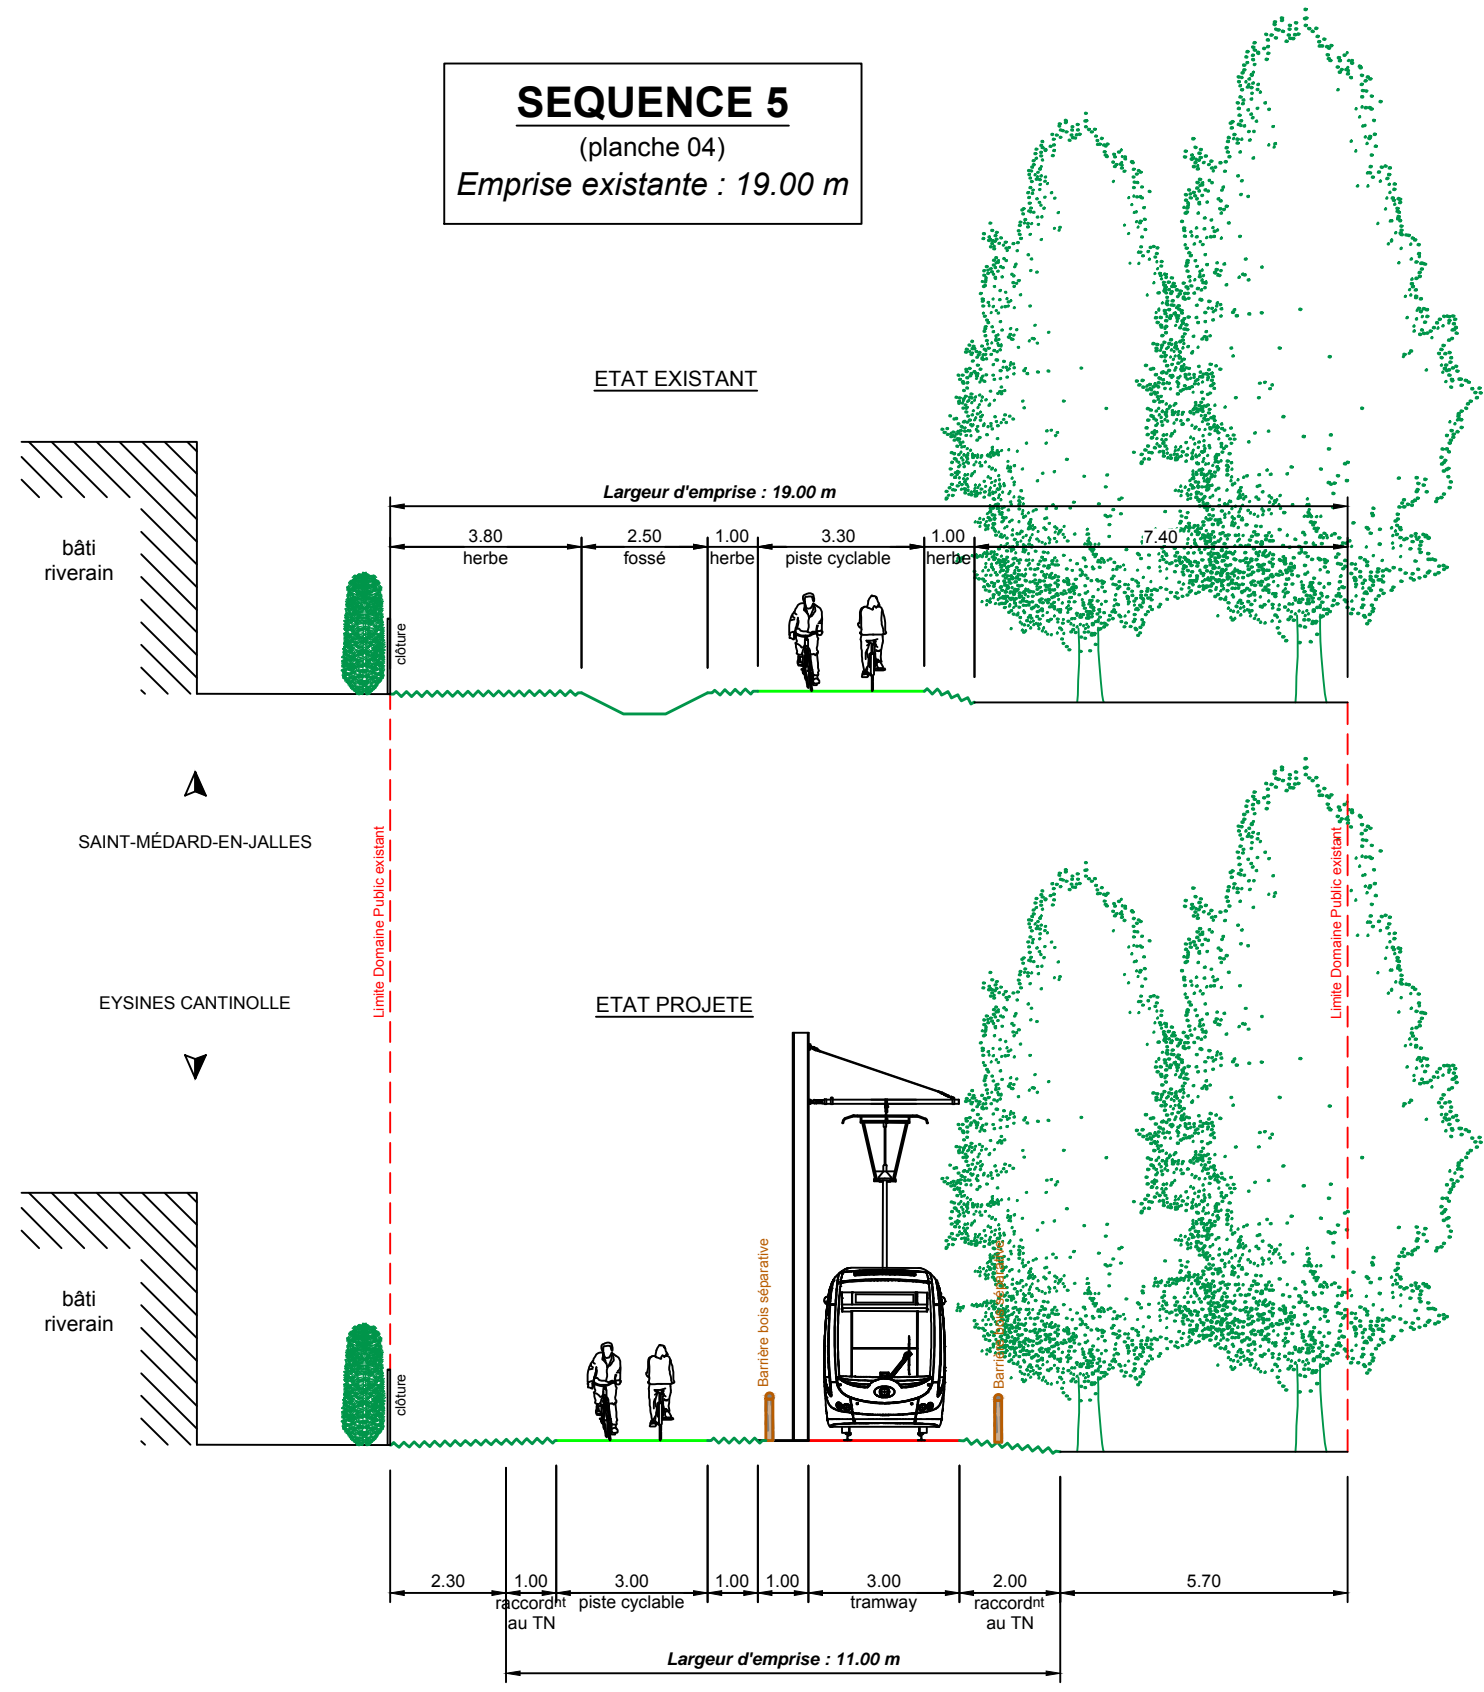 SEQUENCE 5
(planche 04)
Emprise existante : 19.00 m
ETAT EXISTANT
Largeur d'emprise : 19.00 m
3.80 2.50 1.00 3.30 1.00 7.40
herbe fossé herbe piste cyclable herbe
bâti
riverain
clôture
SAINT-MÉDARD-EN-JALLES
Limite Domaine Public existant
Limite Domaine Public existant
EYSINES CANTINOLLE
ETAT PROJETE
Barrière bois séparative
Barrière bois séparative
bâti
riverain
clôture
2.30 1.00 3.00 1.00 1.00 3.00 2.00 5.70
raccordnt piste cyclable tramway raccordnt
au TN au TN
Largeur d'emprise : 11.00 m